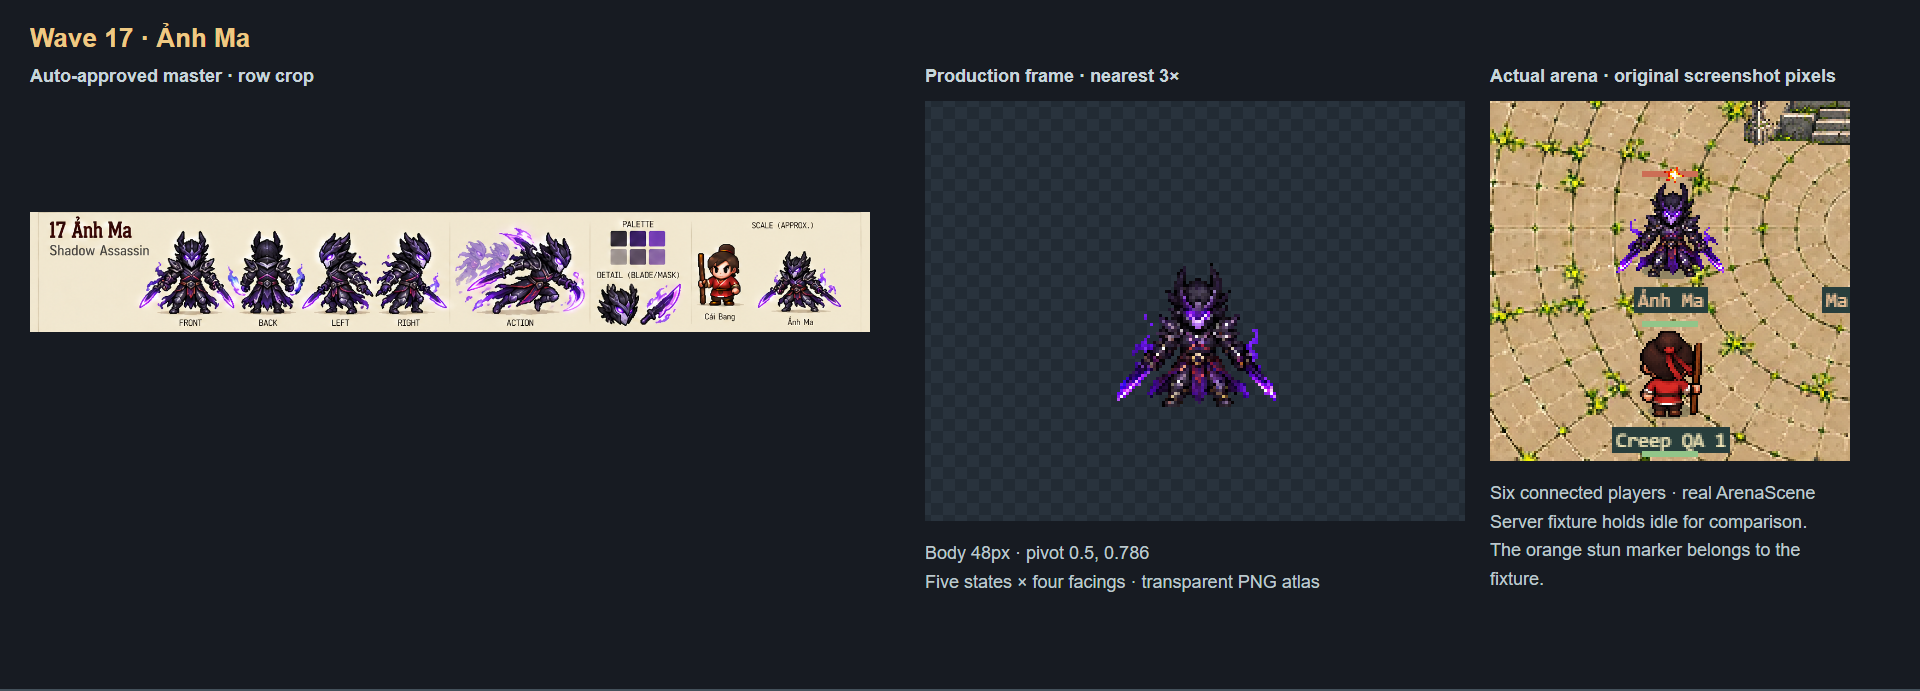 Wave 17 · Ảnh Ma
Auto-approved master · row crop
17 Ảnh Ma
Shadow Assassin
FRONT
BACK
LEFT
RIGHT
ACTION
PALETTE
DETAIL (BLADE/MASK)
SCALE (APPROX.)
Cái Bang
Ảnh Ma
Production frame · nearest 3×
Body 48px · pivot 0.5, 0.786
Five states × four facings · transparent PNG atlas
Actual arena · original screenshot pixels
Ảnh Ma
Ma
Creep QA 1
Six connected players · real ArenaScene
Server fixture holds idle for comparison.
The orange stun marker belongs to the
fixture.